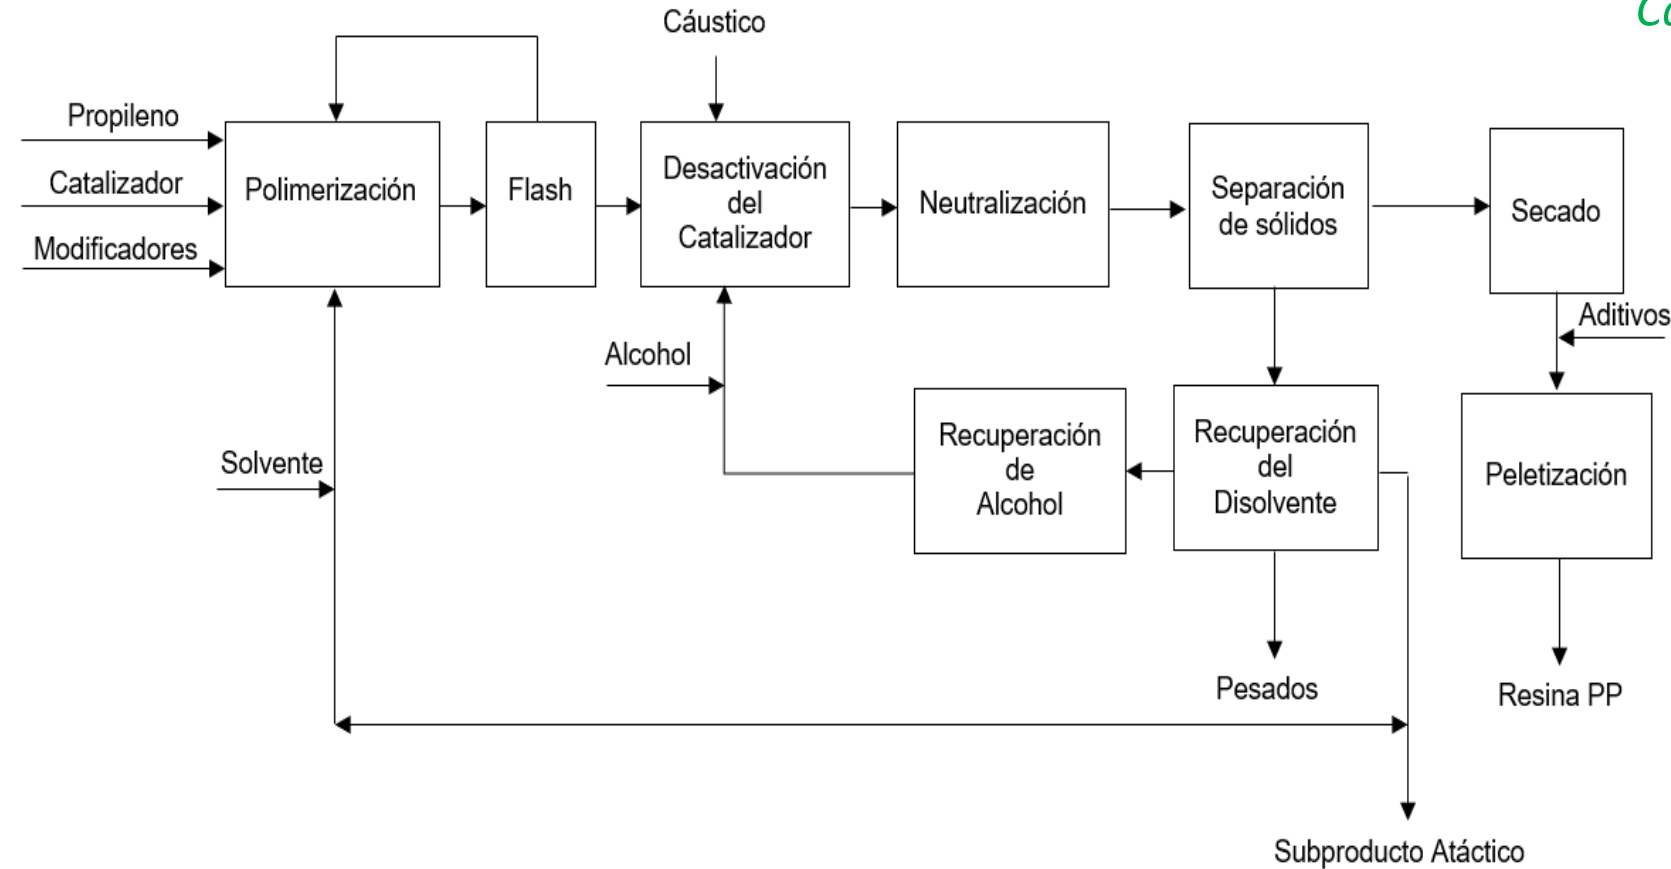 Cáustico
Propileno
Catalizador
Modificadores
Polimerización
Flash
Desactivación
del
Catalizador
Neutralización
Separación
de sólidos
Secado
Aditivos
Alcohol
Solvente
Recuperación
de
Alcohol
Recuperación
del
Disolvente
Peletización
Pesados
Resina PP
Subproducto Atáctico